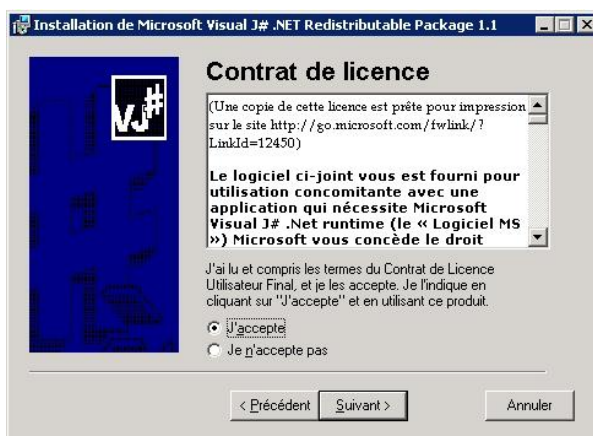 Installation de Microsoft Visual J# .NET Redistributable Package 1.1
VJ#
Contrat de licence
(Une copie de cette licence est prête pour impression
sur le site http://go.microsoft.com/fwlink/?
LinkId=12450)
Le logiciel ci-joint vous est fourni pour
utilisation concomitante avec une
application qui nécessite Microsoft
Visual J# .Net runtime (le « Logiciel MS
») Microsoft vous concède le droit
J'ai lu et compris les termes du Contrat de Licence
Utilisateur Final, et je les accepte. Je l'indique en
cliquant sur "J'accepte" et en utilisant ce produit.
J'accepte
Je n'accepte pas
< Précédent
Suivant >
Annuler